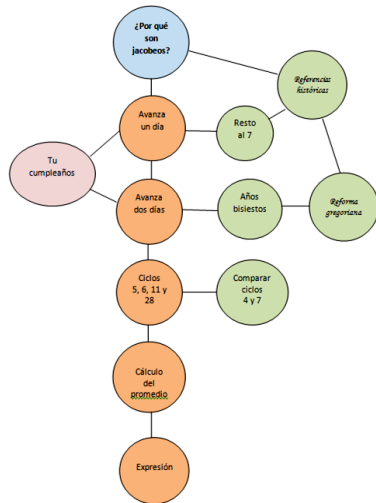 ¿Por qué
son
jacobeos?
Referencias
históricas
Avanza
un día
Resto
al 7
Tu
cumpleaños
Avanza
dos días
Años
bisiestos
Reforma
gregoriana
Ciclos
5, 6, 11 y
28
Comparar
ciclos
4 y 7
Cálculo
del
promedio
Expresión